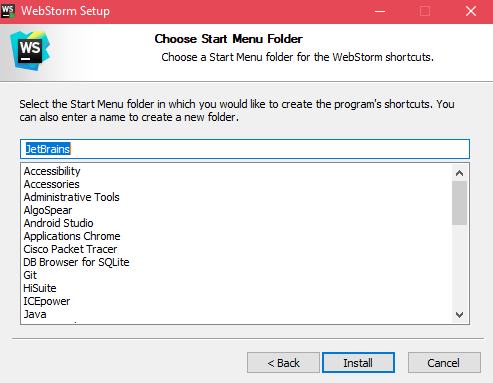 WS WebStorm Setup
WS
Choose Start Menu Folder
Choose a Start Menu folder for the WebStorm shortcuts.
Select the Start Menu folder in which you would like to create the program's shortcuts. You
can also enter a name to create a new folder.
JetBrains
Accessibility
Accessories
Administrative Tools
AlgoSpear
Android Studio
Applications Chrome
Cisco Packet Tracer
DB Browser for SQLite
Git
HiSuite
ICEpower
Java
< Back
Install
Cancel